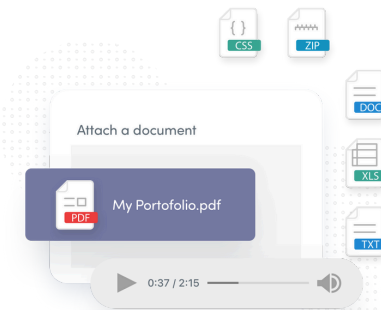 { }
CSS
ZIP
DOC
Attach a document
XLS
PDF
My Portofolio.pdf
TXT
0:37 / 2:15